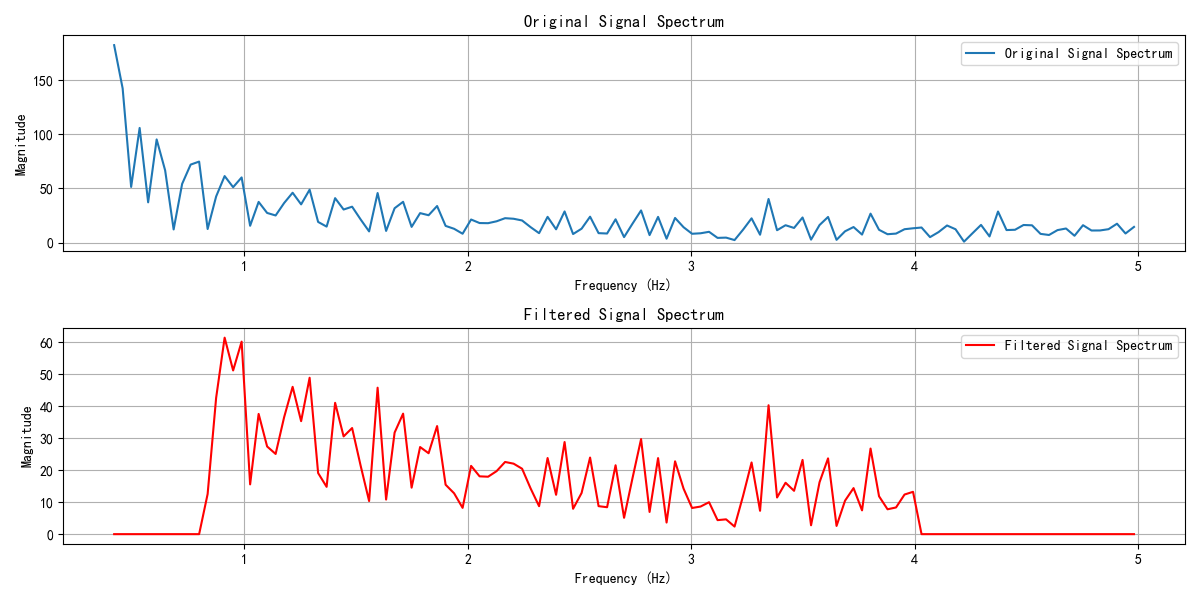 Original Signal Spectrum
Original Signal Spectrum
150
100
50
0
Magnitude
1 2 3 4 5
Frequency (Hz)
Filtered Signal Spectrum
Filtered Signal Spectrum
60
50
40
30
20
10
0
Magnitude
1 2 3 4 5
Frequency (Hz)